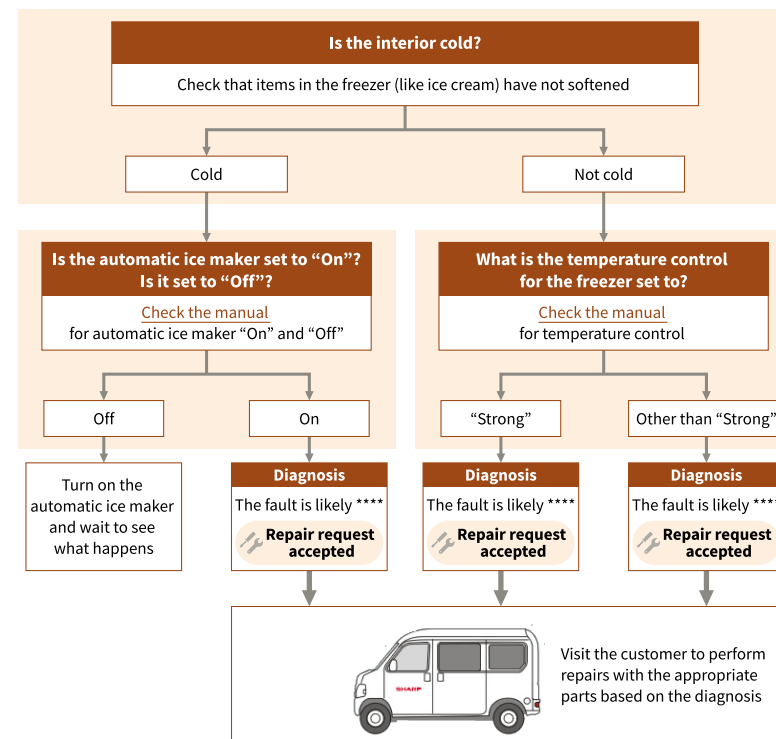 Is the interior cold?
Check that items in the freezer (like ice cream) have not softened
Cold
Not cold
Is the automatic ice maker set to “On”?
Is it set to “Off”?
Check the manual
for automatic ice maker “On” and “Off”
What is the temperature control
for the freezer set to?
Check the manual
for temperature control
Off
On
“Strong”
Other than “Strong”
Turn on the
automatic ice maker
and wait to see
what happens
Diagnosis
The fault is likely ****
Repair request
accepted
Diagnosis
The fault is likely ****
Repair request
accepted
Diagnosis
The fault is likely ****
Repair request
accepted
SHARP
Visit the customer to perform
repairs with the appropriate
parts based on the diagnosis